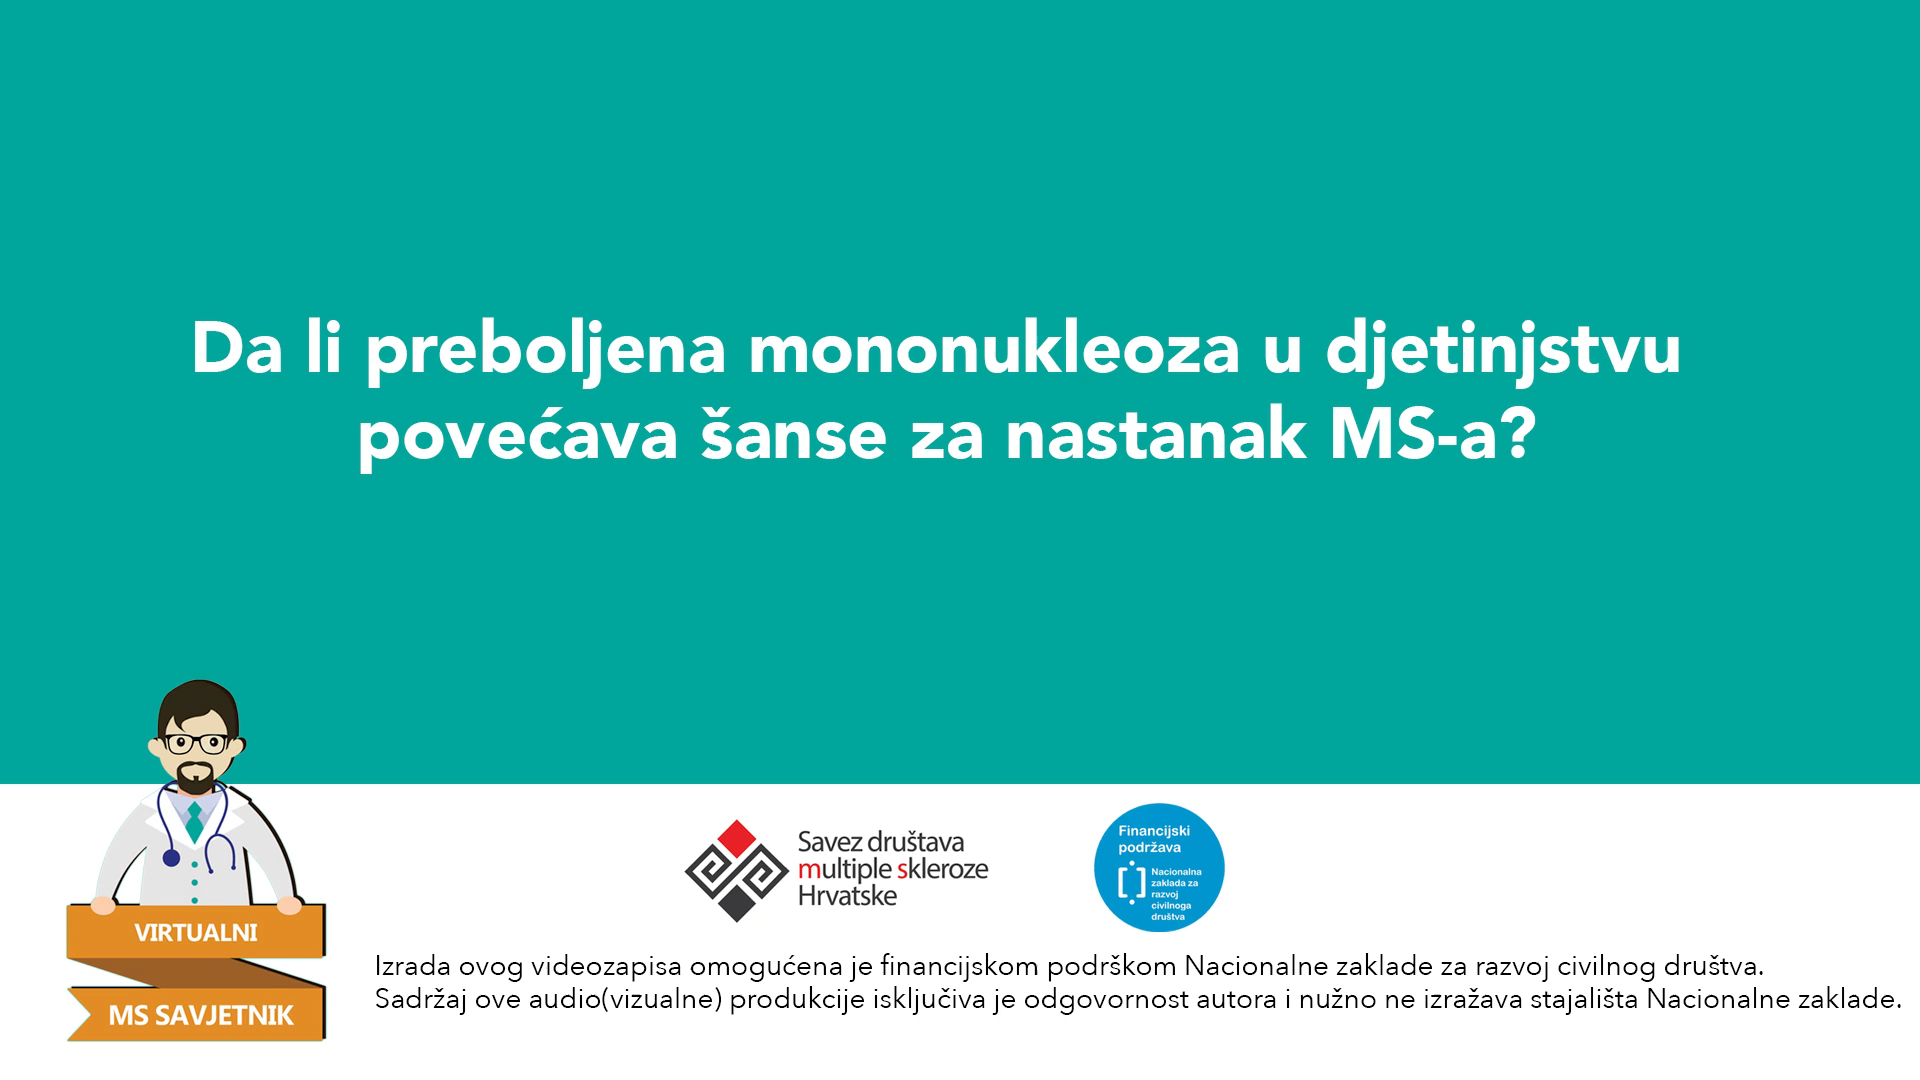 Da li preboljena mononukleoza u djetinjstvu
povećava šanse za nastanak MS-a?
VIRTUALNI
MS SAVJETNIK
Savez društava
multiple skleroze
Hrvatske
Financijski
podržava
Nacionalna
zaklada za
razvoj
civilnoga
društva
Izrada ovog videozapisa omogućena je financijskom podrškom Nacionalne zaklade za razvoj civilnog društva.
Sadržaj ove audio(vizualne) produkcije isključiva je odgovornost autora i nužno ne izražava stajališta Nacionalne zaklade.